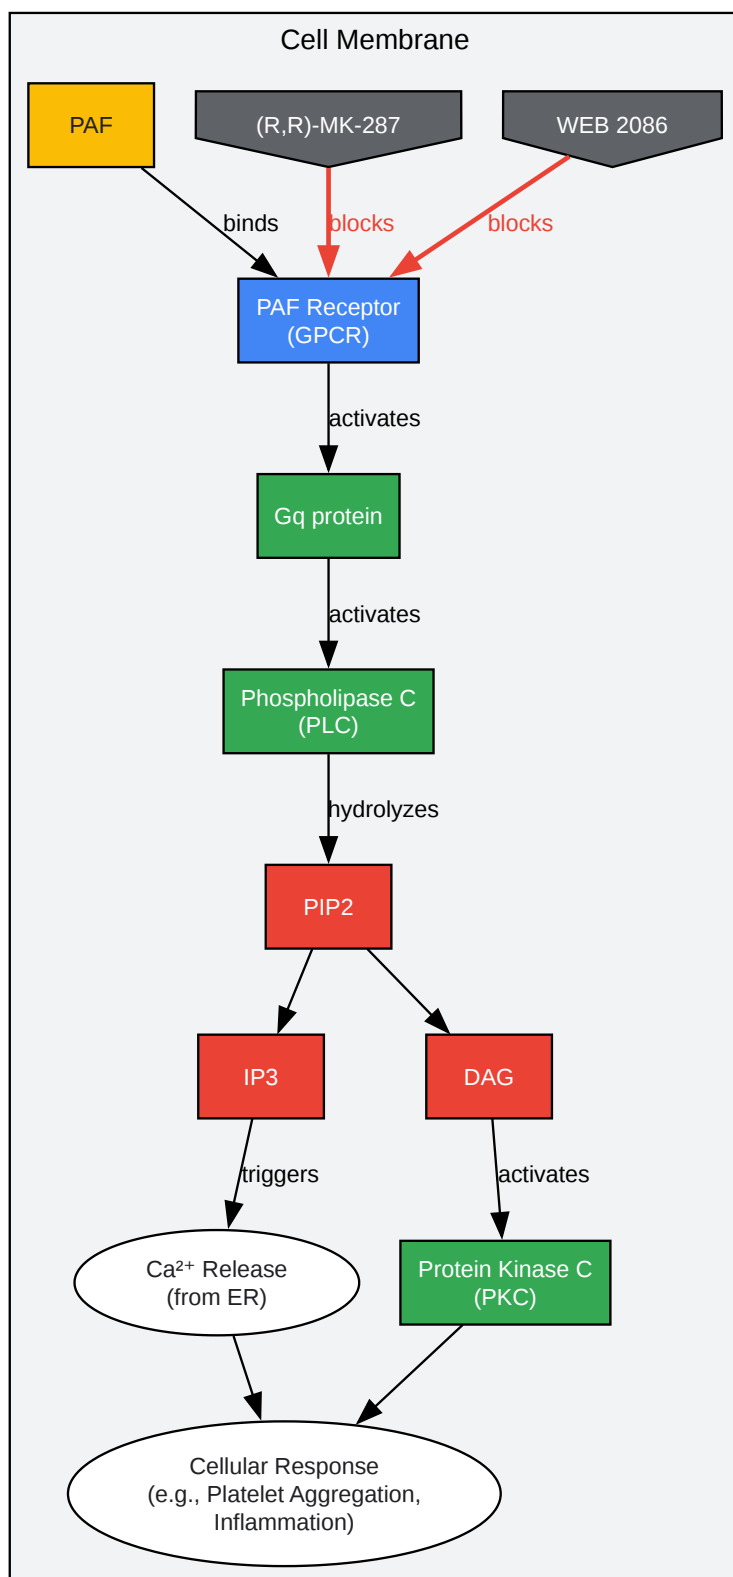 Cell Membrane
PAF
(R,R)-MK-287
WEB 2086
binds
blocks
blocks
PAF Receptor
(GPCR)
activates
Gq protein
activates
Phospholipase C
(PLC)
hydrolyzes
PIP2
IP3
DAG
triggers
activates
Ca²⁺ Release
(from ER)
Protein Kinase C
(PKC)
Cellular Response
(e.g., Platelet Aggregation,
Inflammation)